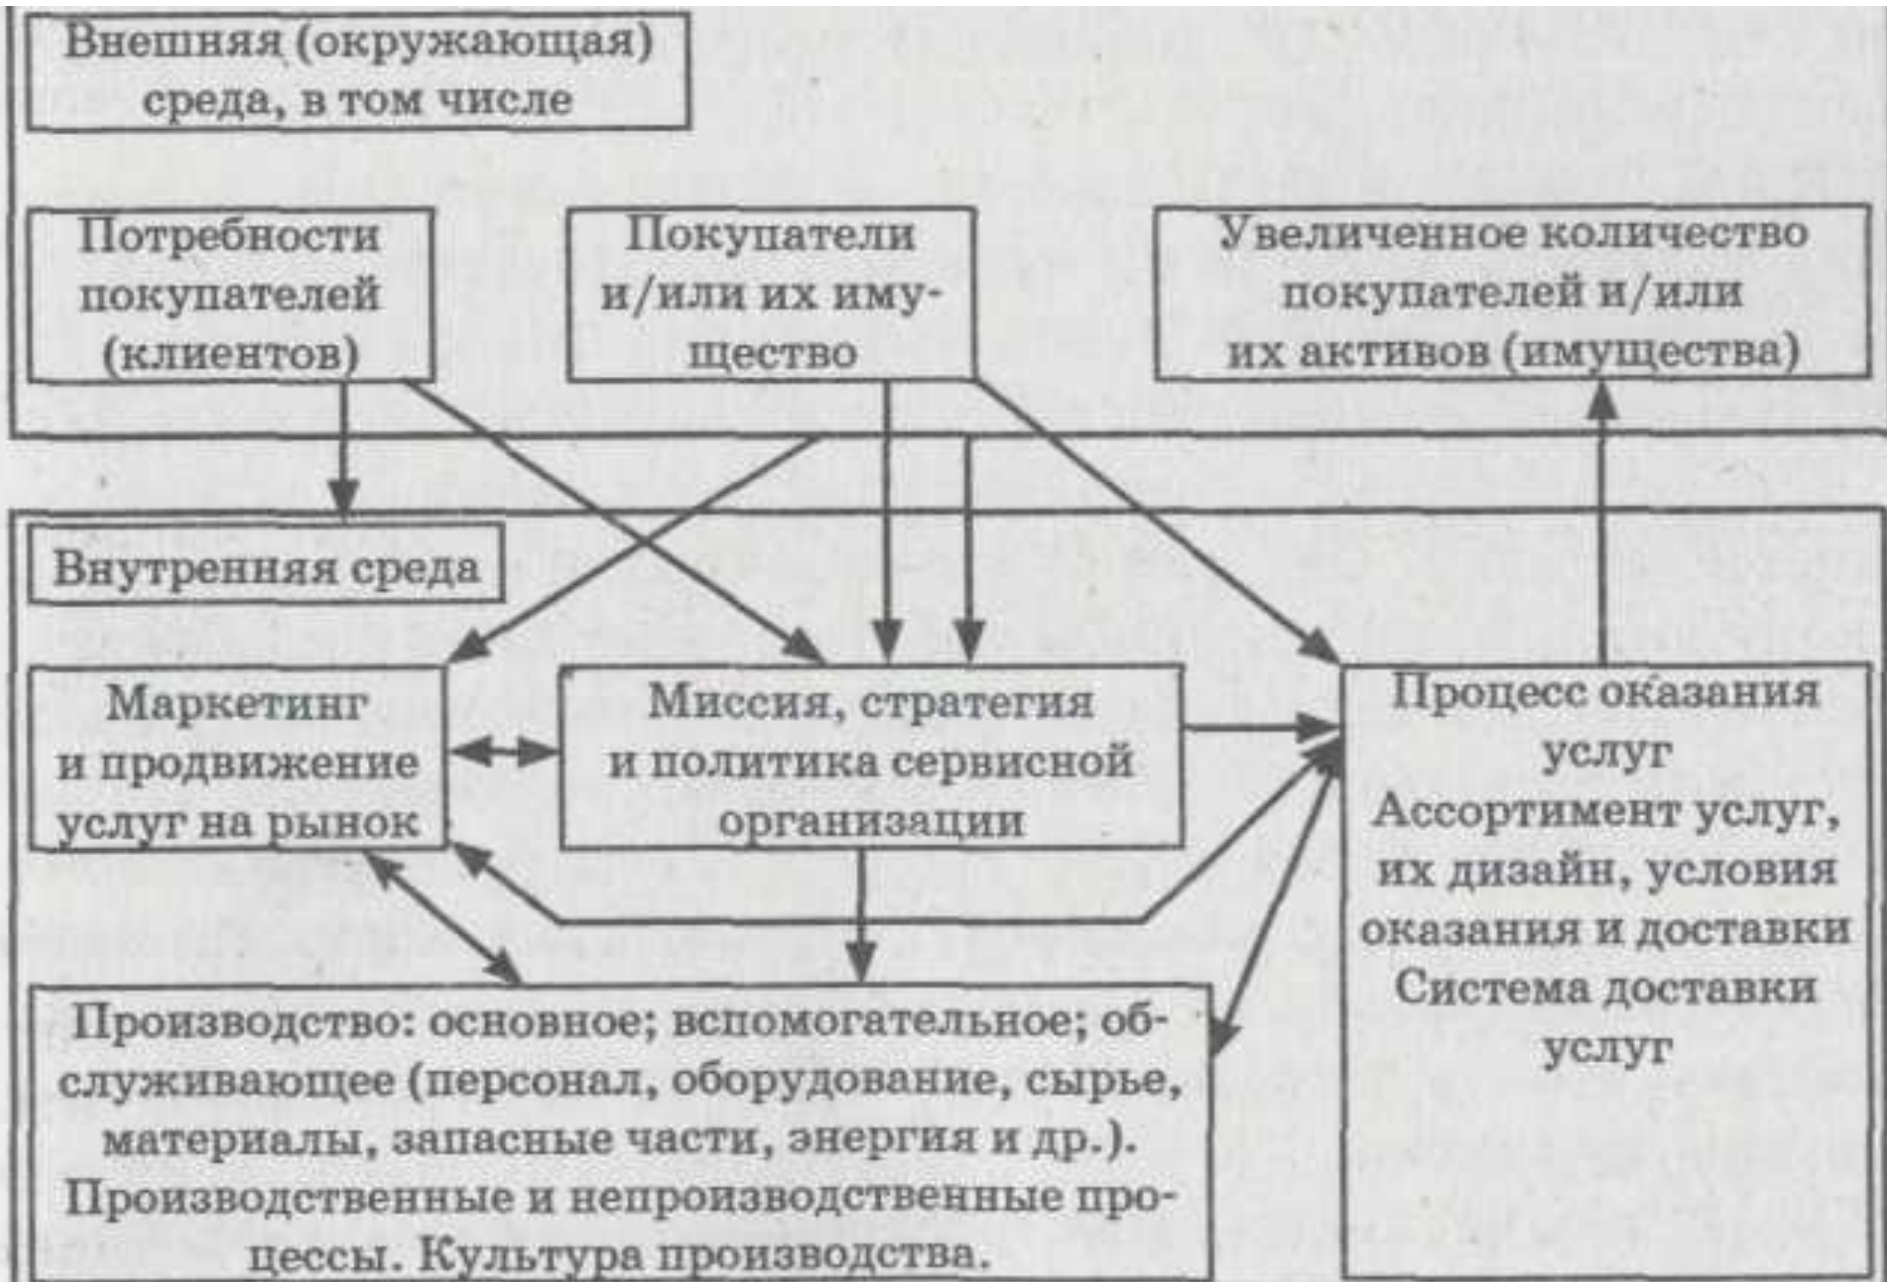 Внешняя (окружающая)
среда, в том числе
Потребности
покупателей
(клиентов)
Покупатели
и/или их иму-
щество
Увеличенное количество
покупателей и/или
их активов (имущества)
Внутренняя среда
Маркетинг
и продвижение
услуг на рынок
Миссия, стратегия
и политика сервисной
организации
Процесс оказания
услуг
Ассортимент услуг,
их дизайн, условия
оказания и доставки
Система доставки
услуг
Производство: основное; вспомогательное; об-
служивающее (персонал, оборудование, сырье,
материалы, запасные части, энергия и др.).
Производственные и непроизводственные про-
цессы. Культура производства.